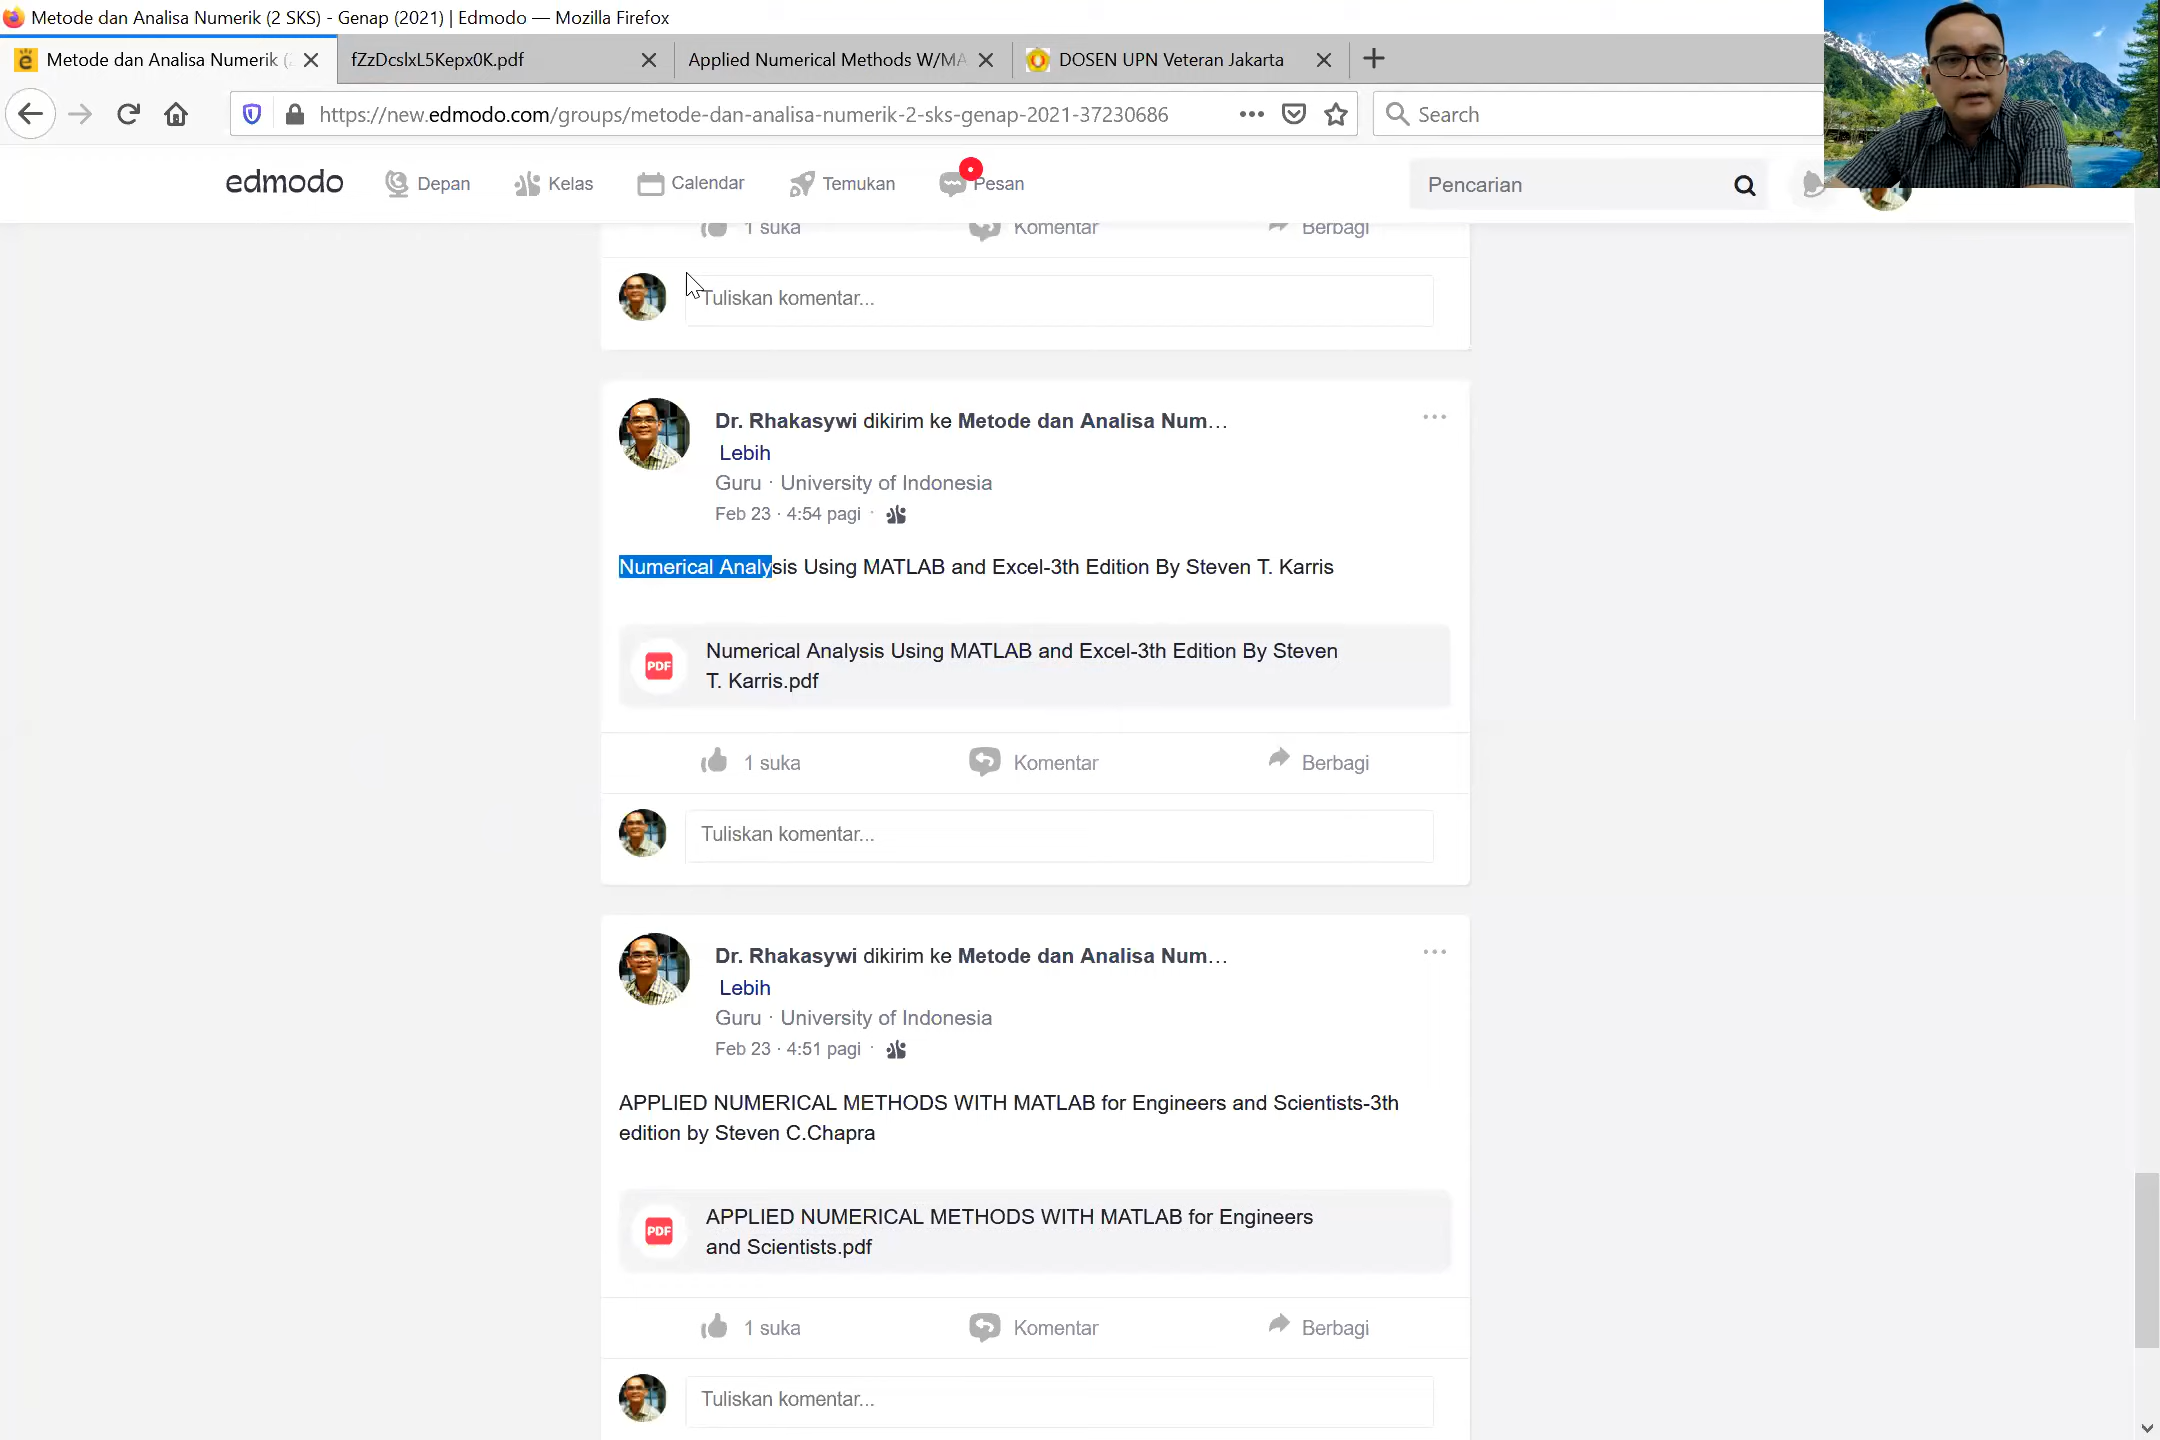 Metode dan Analisa Numerik (2 SKS) - Genap (2021) | Edmodo — Mozilla Firefox
Metode dan Analisa Numerik (
fZzDcslxL5Kepx0K.pdf
Applied Numerical Methods W/MA
DOSEN UPN Veteran Jakarta
https://new.edmodo.com/groups/metode-dan-analisa-numerik-2-sks-genap-2021-37230686
Search
edmodo
Depan
Kelas
Calendar
Temukan
Pesan
Pencarian
1 suka
Komentar
Berbagi
Tuliskan komentar...
Dr. Rhakasywi dikirim ke Metode dan Analisa Num...
Lebih
Guru · University of Indonesia
Feb 23 · 4:54 pagi ·
Numerical Analysis Using MATLAB and Excel-3th Edition By Steven T. Karris
PDF
Numerical Analysis Using MATLAB and Excel-3th Edition By Steven
T. Karris.pdf
1 suka
Komentar
Berbagi
Tuliskan komentar...
Dr. Rhakasywi dikirim ke Metode dan Analisa Num...
Lebih
Guru · University of Indonesia
Feb 23 · 4:51 pagi ·
APPLIED NUMERICAL METHODS WITH MATLAB for Engineers and Scientists-3th
edition by Steven C.Chapra
PDF
APPLIED NUMERICAL METHODS WITH MATLAB for Engineers
and Scientists.pdf
1 suka
Komentar
Berbagi
Tuliskan komentar...